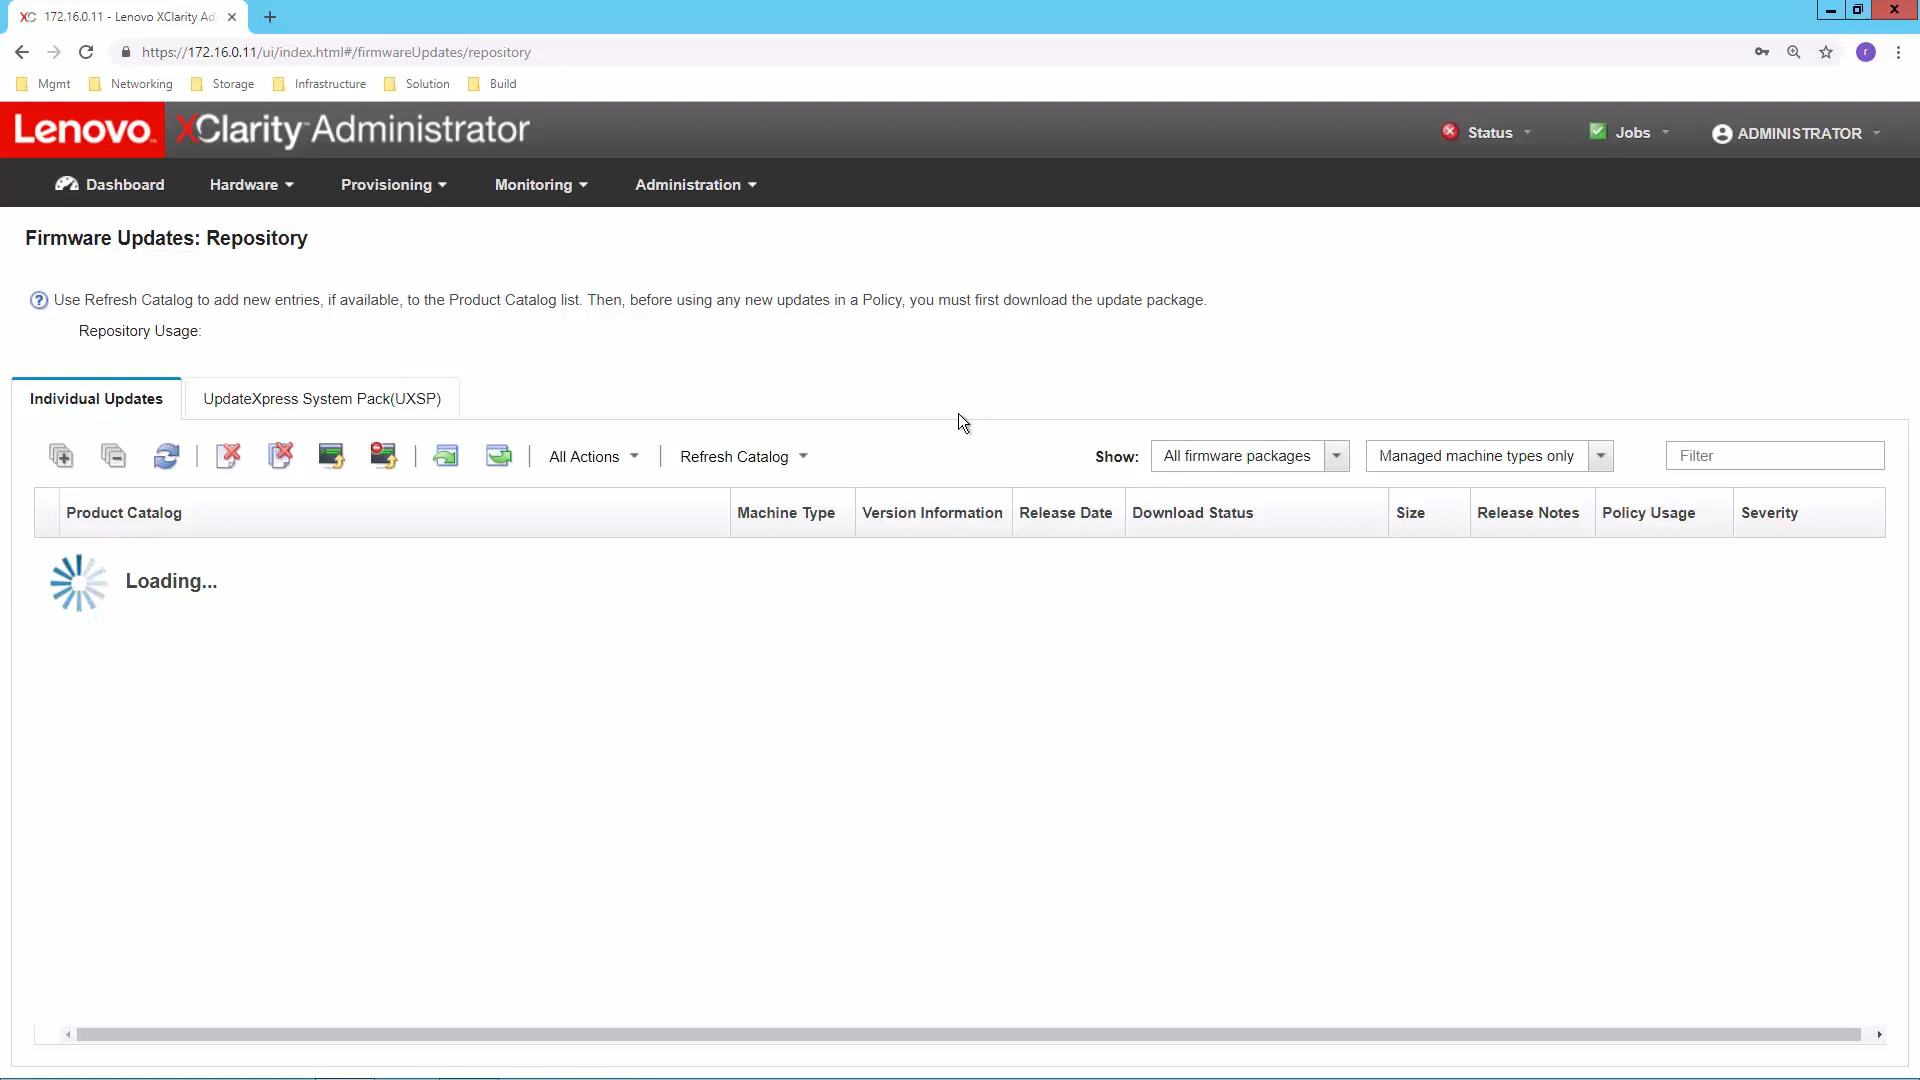 XC 172.16.0.11 - Lenovo XClarity Ad
https://172.16.0.11/ui/index.html#/firmwareUpdates/repository
r
Mgmt Networking Storage Infrastructure Solution Build
Lenovo XClarity Administrator
Status Jobs ADMINISTRATOR
Dashboard Hardware Provisioning Monitoring Administration
Firmware Updates: Repository
? Use Refresh Catalog to add new entries, if available, to the Product Catalog list. Then, before using any new updates in a Policy, you must first download the update package.
Repository Usage:
Individual Updates UpdateXpress System Pack(UXSP)
All Actions Refresh Catalog Show: All firmware packages Managed machine types only Filter
Product Catalog Machine Type Version Information Release Date Download Status Size Release Notes Policy Usage Severity
Loading...